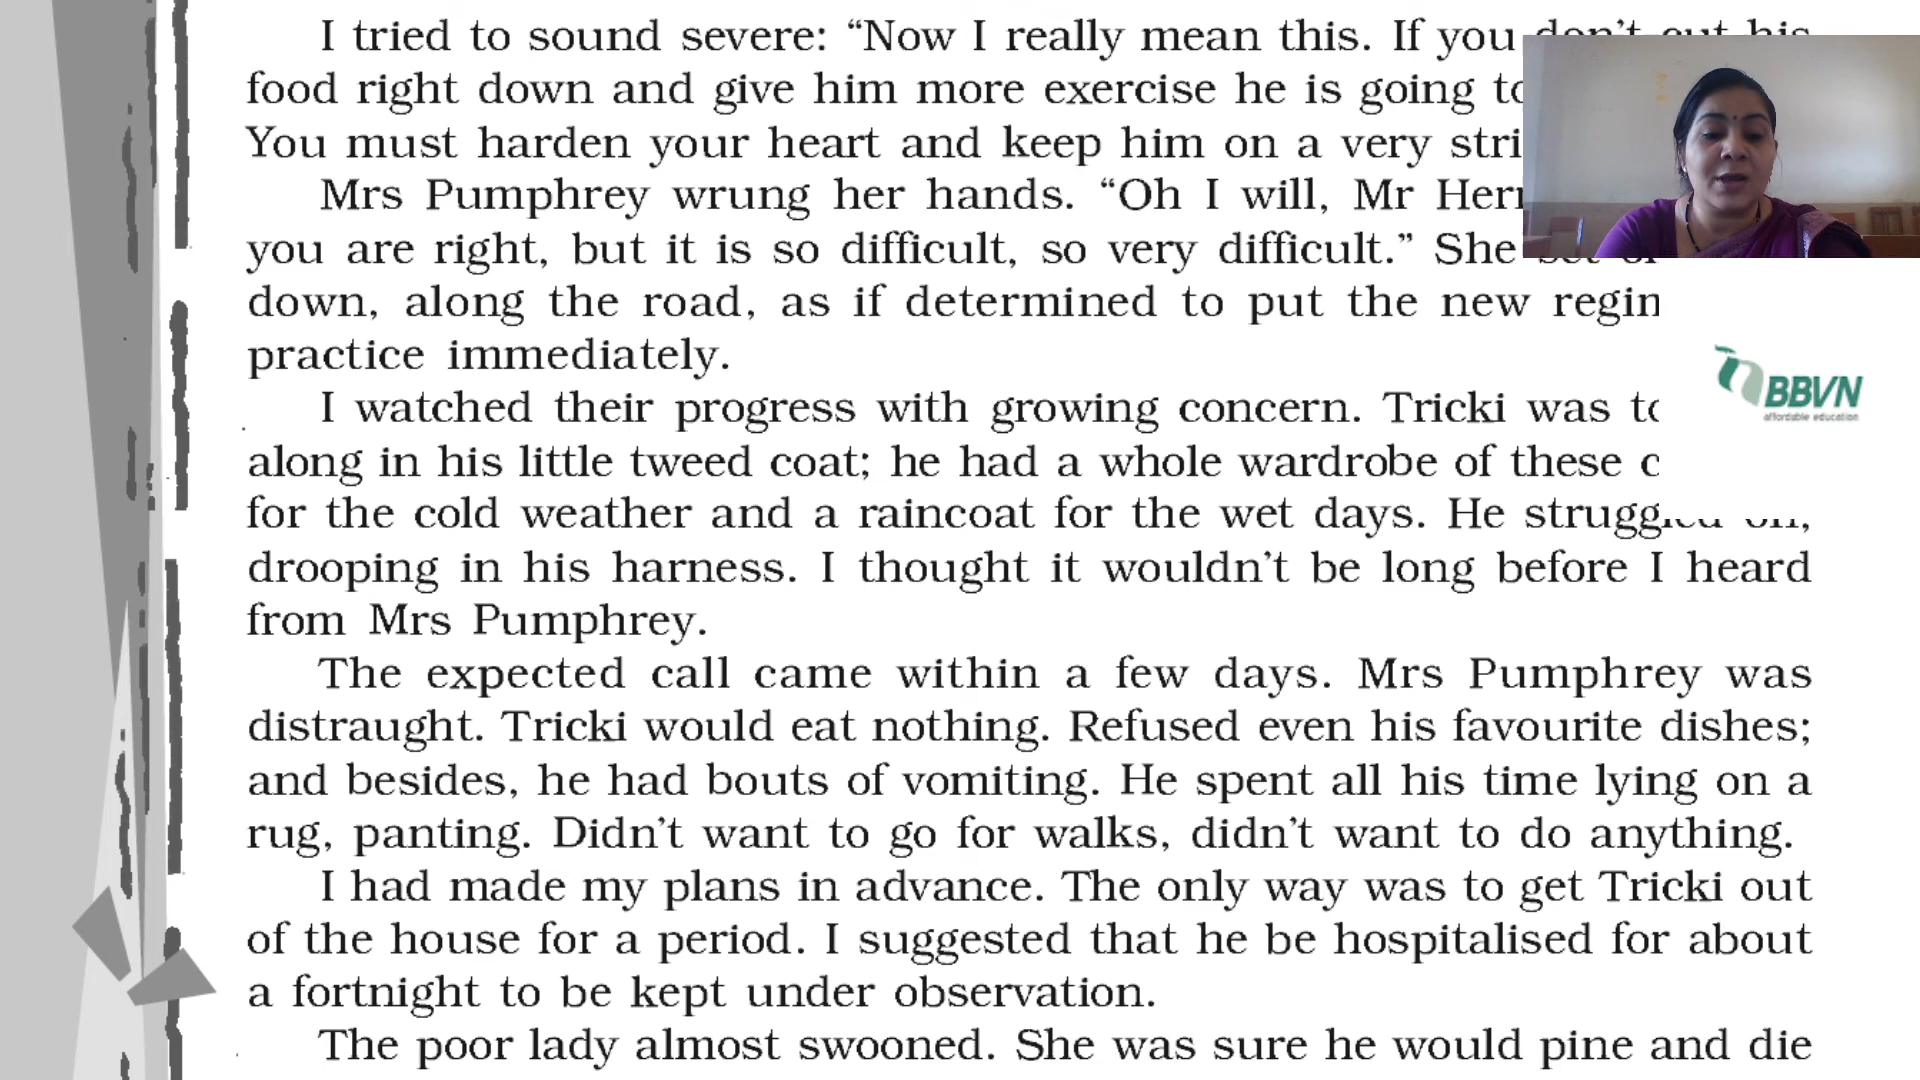 I tried to sound severe: “Now I really mean this. If you don't cut his
food right down and give him more exercise he is going to
You must harden your heart and keep him on a very
Mrs Pumphrey wrung her hands. “Oh I will, Mr
you are right, but it is so difficult, so very difficult.” She
down, along the road, as if determined to put the new
practice immediately.
I watched their progress with growing concern. Tricki was
along in his little tweed coat; he had a whole wardrobe of these
for the cold weather and a raincoat for the wet days. He struggled on,
drooping in his harness. I thought it wouldn't be long before I heard
from Mrs Pumphrey.
The expected call came within a few days. Mrs Pumphrey was
distraught. Tricki would eat nothing. Refused even his favourite dishes;
and besides, he had bouts of vomiting. He spent all his time lying on a
rug, panting. Didn't want to go for walks, didn't want to do anything.
I had made my plans in advance. The only way was to get Tricki out
of the house for a period. I suggested that he be hospitalised for about
a fortnight to be kept under observation.
The poor lady almost swooned. She was sure he would pine and die
BBVN
affordable education